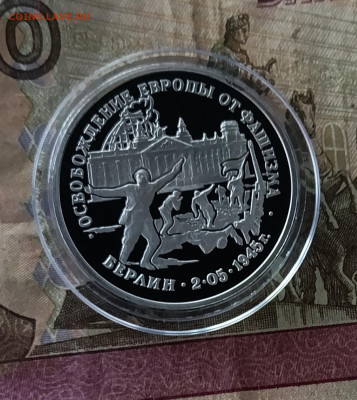 ОСВОБОЖДЕНИЕ ЕВРОПЫ ОТ ФАШИЗМА
БЕРЛИН · 2·05·1945г.